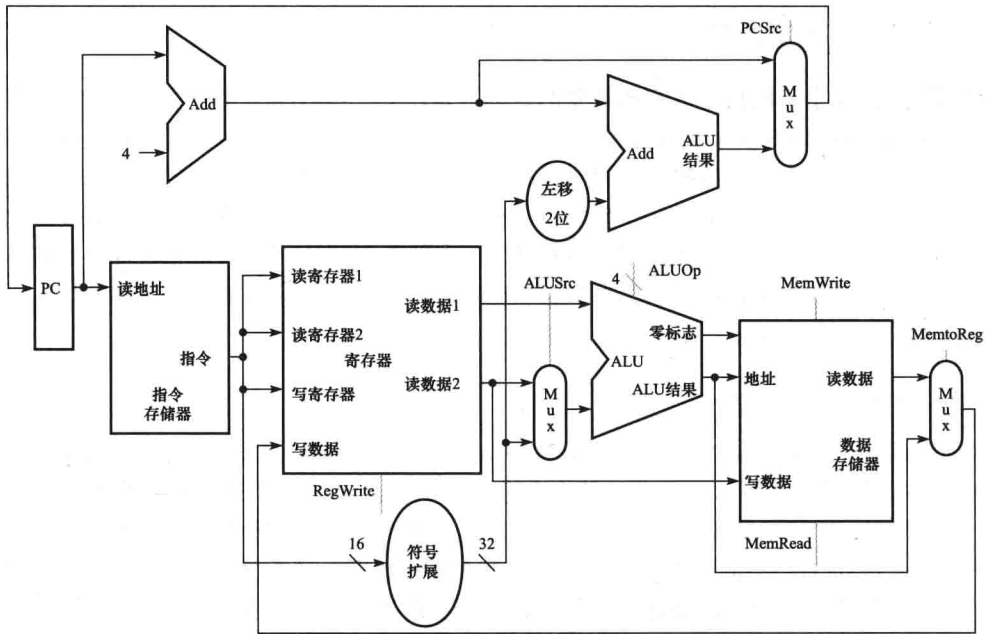 PCSrc
Add
4
Mux
Add
ALU
结果
左移
2位
PC
读地址
指令
指令
存储器
读寄存器1
读数据1
读寄存器2
寄存器
读数据2
写寄存器
写数据
RegWrite
ALUSrc
Mux
4
ALUOp
零标志
ALU
ALU结果
MemWrite
地址
读数据
数据
存储器
写数据
MemRead
MemtoReg
Mux
16
符号
扩展
32